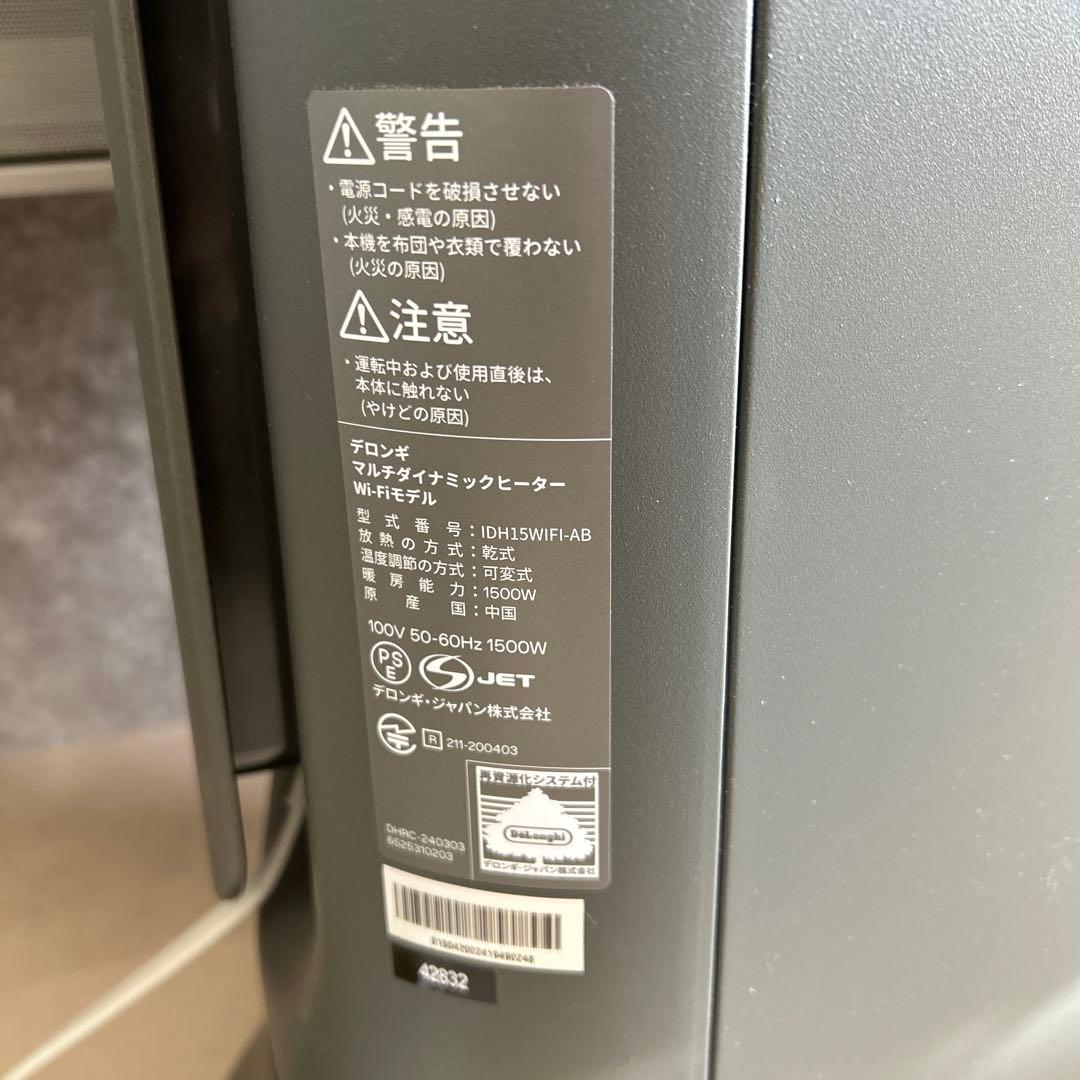 警告
・電源コードを破損させない
(火災・感電の原因)
・本機を布団や衣類で覆わない
(火災の原因)
注意
・運転中および使用直後は、
本体に触れない
(やけどの原因)
デロンギ
マルチダイナミックヒーター
Wi-Fiモデル
型式番号：IDH15WIFI-AB
放熱の方式：乾式
温度調節の方式：可変式
暖房能力：1500W
原産国：中国
100V 50-60Hz 1500W
PSE
S JET
デロンギ・ジャパン株式会社
R 211-200403
再資源化システム付
DeLonghi
デロンギ・ジャパン株式会社
DHRC-240303
6525310203
42832